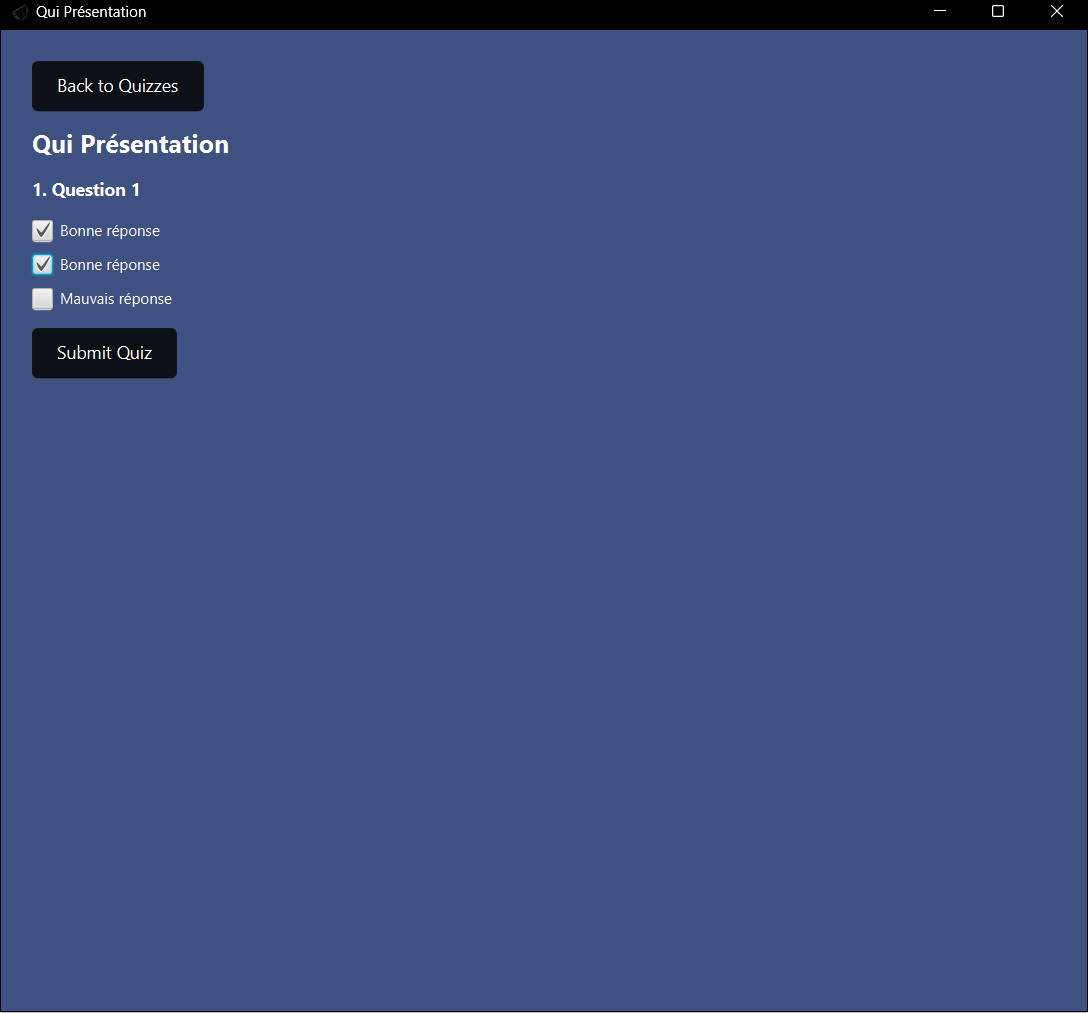 Qui Présentation
Back to Quizzes
Qui Présentation
1. Question 1
Bonne réponse
Bonne réponse
Mauvais réponse
Submit Quiz